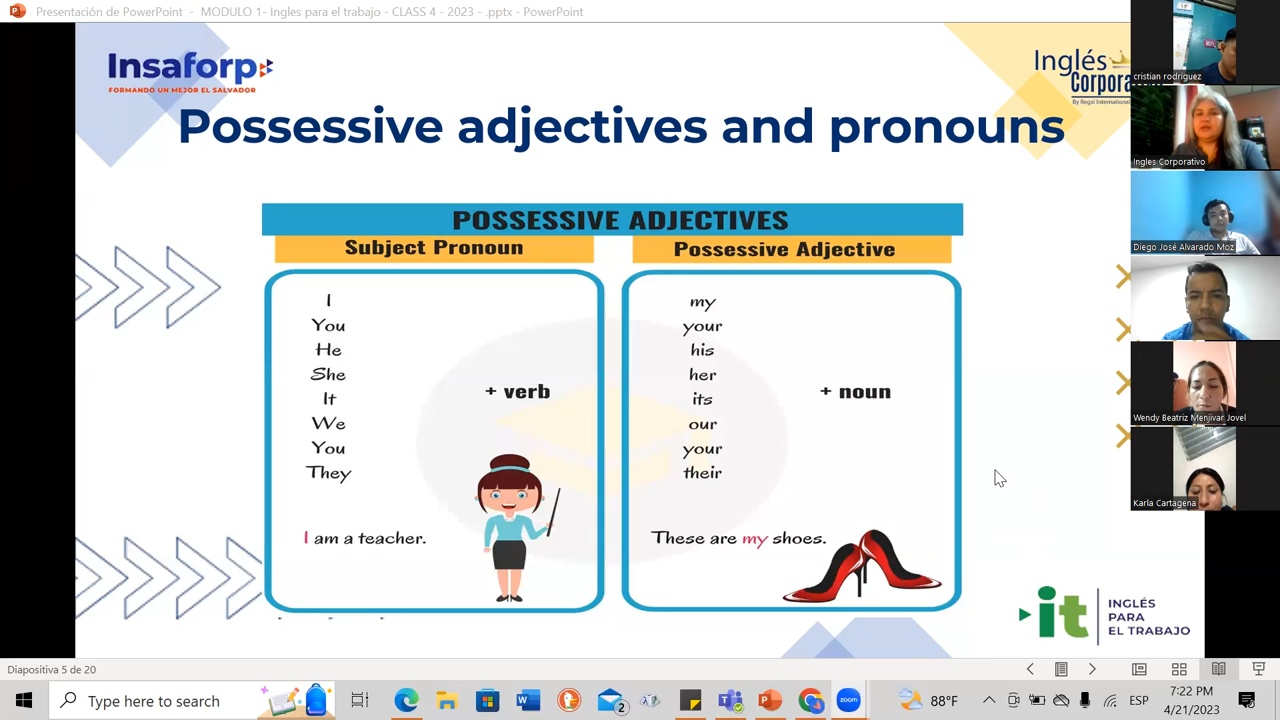 Presentación de PowerPoint - MODULO 1- Ingles para el trabajo - CLASS 4 - 2023 - .pptx - PowerPoint
Insaforp
FORMANDO UN MEJOR EL SALVADOR
Inglés
By Regal International
Possessive adjectives and pronouns
POSSESSIVE ADJECTIVES
Subject Pronoun
I
You
He
She
It
We
You
They
+ verb
I am a teacher.
Possessive Adjective
my
your
his
her
its
our
your
their
+ noun
These are my shoes.
it
INGLÉS
PARA
EL TRABAJO
cristian rodriguez
Ingles Corporativo
Diego José Alvarado Moz
Wendy Beatriz Menjivar Jovel
Karla Cartagena
Diapositiva 5 de 20
Type here to search
2
zoom
88°F
ESP
7:22 PM
4/21/2023